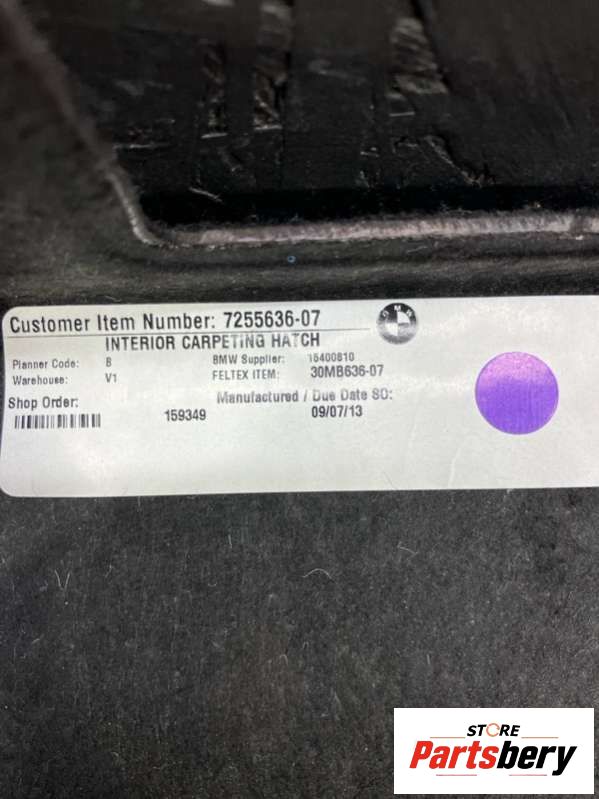 Customer Item Number: 7255636-07
BMW
INTERIOR CARPETING HATCH
Planner Code: B BMW Supplier: 15400810
Warehouse: V1 FELTEX ITEM: 30MB636-07
Shop Order: Manufactured / Due Date SO:
159349 09/07/13
STORE
Partsbery